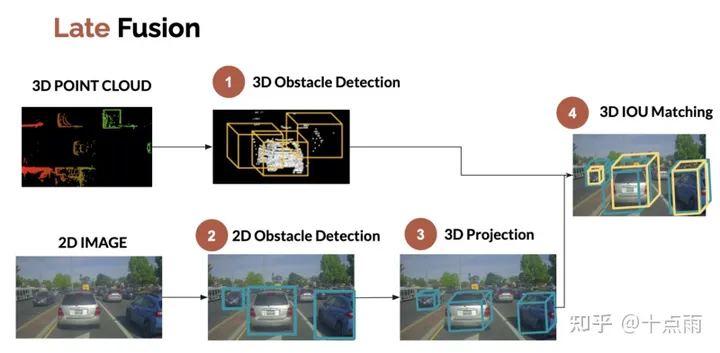 Late Fusion
3D POINT CLOUD
1
3D Obstacle Detection
4
3D IOU Matching
2D IMAGE
2
2D Obstacle Detection
3
3D Projection
知乎 @十点雨